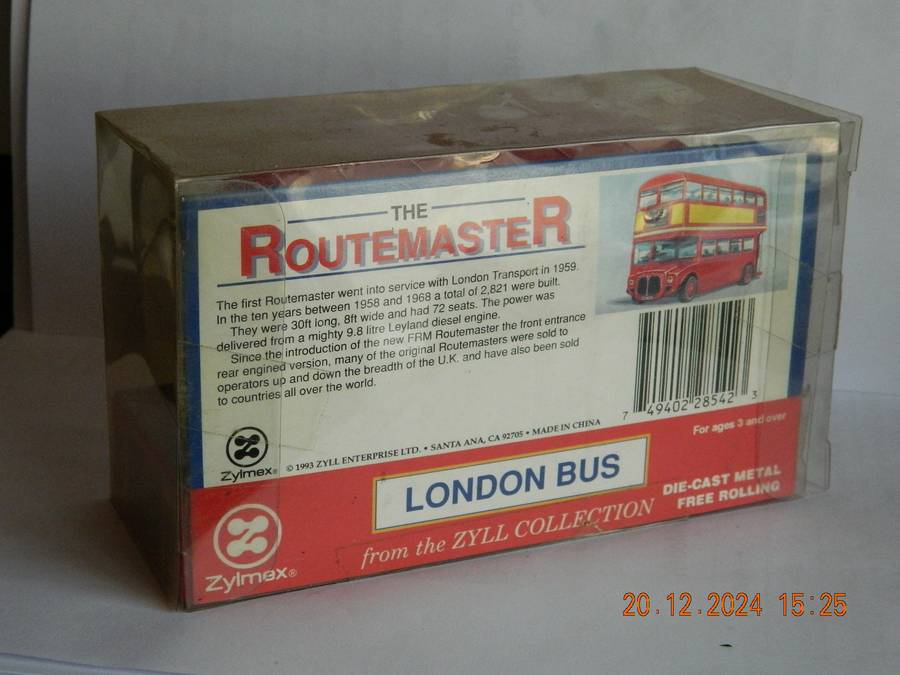 THE
ROUTEMASTER
The first Routemaster went into service with London Transport in 1959.
In the ten years between 1958 and 1968 a total of 2,821 were built.
They were 30ft long, 8ft wide and had 72 seats. The power was
delivered from a mighty 9.8 litre Leyland diesel engine.
Since the introduction of the new FRM Routemaster the front entrance
rear engined version, many of the original Routemasters were sold to
operators up and down the breadth of the U.K. and have also been sold
to countries all over the world.
7 49402 28542 3
For ages 3 and over
Zylmex® © 1993 ZYLL ENTERPRISE LTD. • SANTA ANA, CA 92705 • MADE IN CHINA
LONDON BUS
from the ZYLL COLLECTION
DIE-CAST METAL
FREE ROLLING
Zylmex®
20.12.2024 15:25